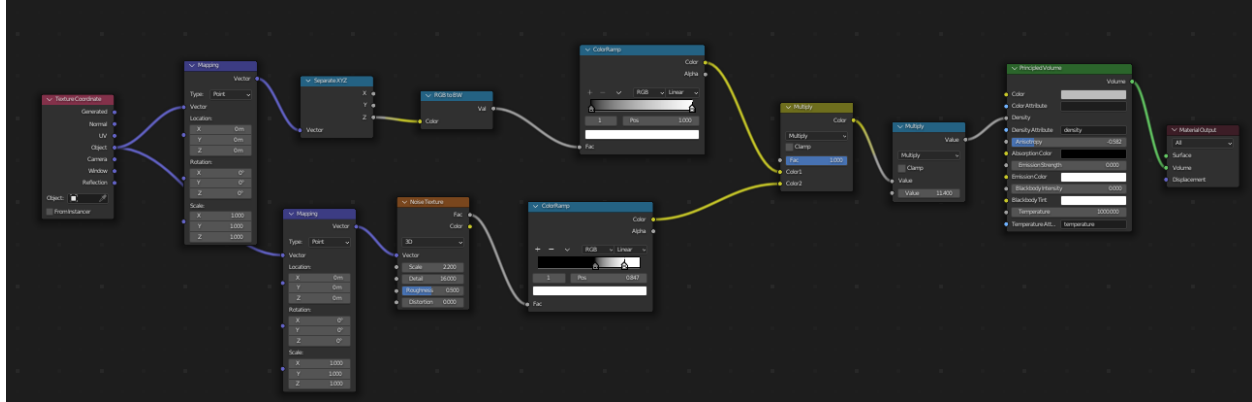 Texture Coordinate
Generated
Normal
UV
Object
Camera
Window
Reflection
Object:
From Instancer
Mapping
Vector
Type: Point
Vector
Location:
X 0m
Y 0m
Z 0m
Rotation:
X 0°
Y 0°
Z 0°
Scale:
X 1.000
Y 1.000
Z 1.000
Separate XYZ
X
Y
Z
Vector
RGB to BW
Val
Color
ColorRamp
Color
Alpha
RGB Linear
1 Pos 1.000
Fac
Mapping
Vector
Type: Point
Vector
Location:
X 0m
Y 0m
Z 0m
Rotation:
X 0°
Y 0°
Z 0°
Scale:
X 1.000
Y 1.000
Z 1.000
Noise Texture
Fac
Color
3D
Vector
Scale 2.200
Detail 16.000
Roughness 0.500
Distortion 0.000
ColorRamp
Color
Alpha
RGB Linear
1 Pos 0.847
Fac
Multiply
Color
Multiply
Clamp
Fac 1.000
Color1
Color2
Multiply
Value
Multiply
Clamp
Value
Value 11.400
Principled Volume
Volume
Color
Color Attribute
Density
Density Attribute density
Anisotropy -0.582
Absorption Color
Emission Strength 0.000
Emission Color
Blackbody Intensity 0.000
Blackbody Tint
Temperature 1000.000
Temperature Att... temperature
Material Output
All
Surface
Volume
Displacement